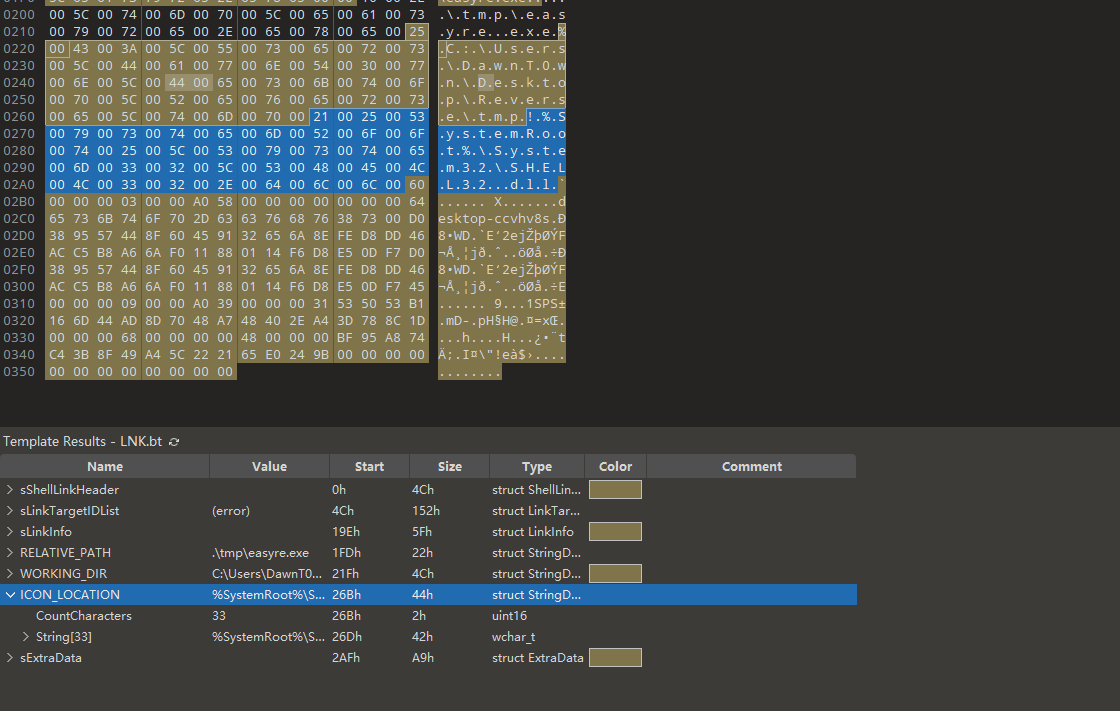 0200 00 5C 00 74 00 6D 00 70 00 5C 00 65 00 61 00 73 .\.t.m.p.\.e.a.s
0210 00 79 00 72 00 65 00 2E 00 65 00 78 00 65 00 25 .y.r.e...e.x.e.%
0220 00 43 00 3A 00 5C 00 55 00 73 00 65 00 72 00 73 .C.:.\.U.s.e.r.s
0230 00 5C 00 44 00 61 00 77 00 6E 00 54 00 30 00 77 .\.D.a.w.n.T.0.w
0240 00 6E 00 5C 00 44 00 65 00 73 00 6B 00 74 00 6F .n.\.D.e.s.k.t.o
0250 00 70 00 5C 00 52 00 65 00 76 00 65 00 72 00 73 .p.\.R.e.v.e.r.s
0260 00 65 00 5C 00 74 00 6D 00 70 00 21 00 25 00 53 .e.\.t.m.p.!.%.S
0270 00 79 00 73 00 74 00 65 00 6D 00 52 00 6F 00 6F .y.s.t.e.m.R.o.o
0280 00 74 00 25 00 5C 00 53 00 79 00 73 00 74 00 65 .t.%.\.S.y.s.t.e
0290 00 6D 00 33 00 32 00 5C 00 53 00 48 00 45 00 4C .m.3.2.\.S.H.E.L
02A0 00 4C 00 33 00 32 00 2E 00 64 00 6C 00 6C 00 60 .L.3.2...d.l.l.`
02B0 00 00 00 03 00 00 A0 58 00 00 00 00 00 00 00 64 ...... X.......d
02C0 65 73 6B 74 6F 70 2D 63 63 76 68 76 38 73 00 D0 esktop-ccvhv8s.Ð
02D0 38 95 57 44 8F 60 45 91 32 65 6A 8E FE D8 DD 46 8•WD.`E‘2ejŽþØÝF
02E0 AC C5 B8 A6 6A F0 11 88 01 14 F6 D8 E5 0D F7 D0 ¬Å¸¦jð.ˆ..öØå.÷Ð
02F0 38 95 57 44 8F 60 45 91 32 65 6A 8E FE D8 DD 46 8•WD.`E‘2ejŽþØÝF
0300 AC C5 B8 A6 6A F0 11 88 01 14 F6 D8 E5 0D F7 45 ¬Å¸¦jð.ˆ..öØå.÷E
0310 00 00 00 09 00 00 A0 39 00 00 00 31 53 50 53 B1 ...... 9...1SPS±
0320 16 6D 44 AD 8D 70 48 A7 48 40 2E A4 3D 78 8C 1D .mD-.pH§H@.¤=xŒ.
0330 00 00 00 68 00 00 00 00 48 00 00 00 BF 95 A8 74 ...h....H...¿•¨t
0340 C4 3B 8F 49 A4 5C 22 21 65 E0 24 9B 00 00 00 00 Ä;.I¤\"!eà$›....
0350 00 00 00 00 00 00 00 00 ........
Template Results - LNK.bt
Name Value Start Size Type Color Comment
sShellLinkHeader 0h 4Ch struct ShellLin...
sLinkTargetIDList (error) 4Ch 152h struct LinkTar...
sLinkInfo 19Eh 5Fh struct LinkInfo
RELATIVE_PATH .\tmp\easyre.exe 1FDh 22h struct StringD...
WORKING_DIR C:\Users\DawnT0... 21Fh 4Ch struct StringD...
ICON_LOCATION %SystemRoot%\S... 26Bh 44h struct StringD...
CountCharacters 33 26Bh 2h uint16
String[33] %SystemRoot%\S... 26Dh 42h wchar_t
sExtraData 2AFh A9h struct ExtraData